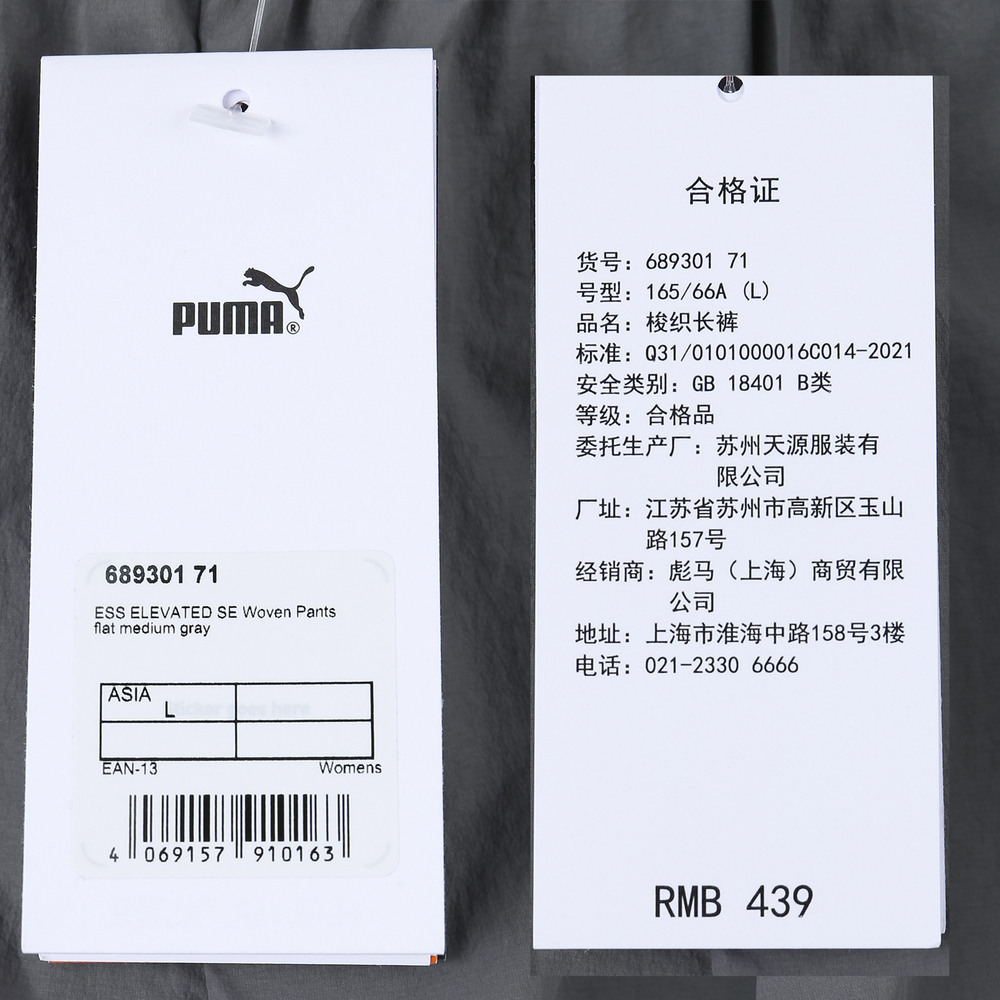 PUMA®
689301 71
ESS ELEVATED SE Woven Pants
flat medium gray
ASIA
L
sticker goes here
EAN-13 Womens
4 069157 910163
合格证
货号：689301 71
号型：165/66A (L)
品名：梭织长裤
标准：Q31/0101000016C014-2021
安全类别：GB 18401 B类
等级：合格品
委托生产厂：苏州天源服装有
限公司
厂址：江苏省苏州市高新区玉山
路157号
经销商：彪马（上海）商贸有限
公司
地址：上海市淮海中路158号3楼
电话：021-2330 6666
RMB 439